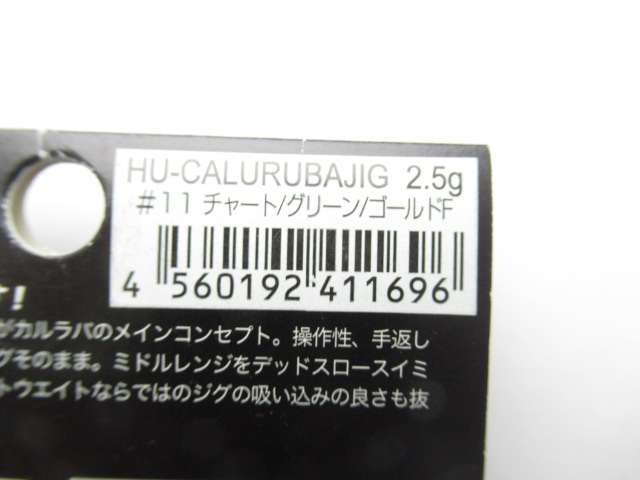 HU-CALURUBAJIG 2.5g
#11 チャート/グリーン/ゴールドF
4 560192 411696
!
がカルラバのメインコンセプト。操作性、手返し
グそのまま。ミドルレンジをデッドスロースイミ
トウエイトならではのジグの吸い込みの良さも抜